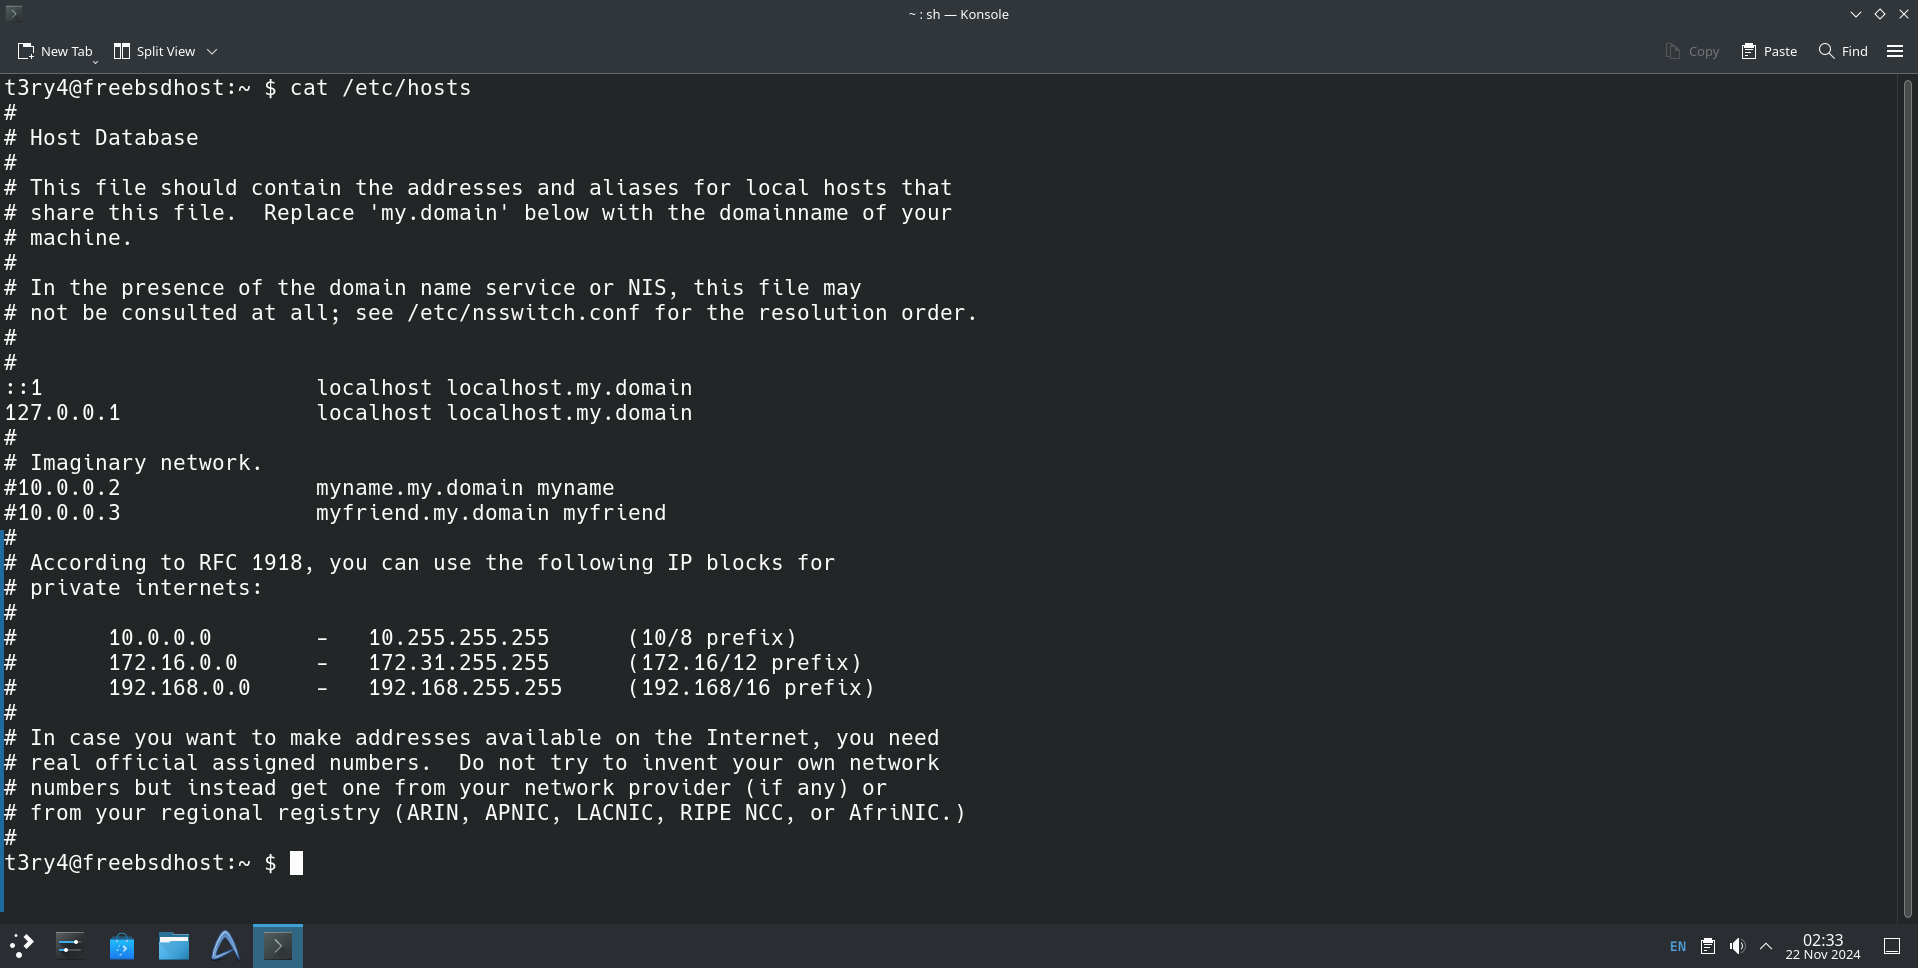 ~ : sh — Konsole
New Tab Split View Copy Paste Find
t3ry4@freebsdhost:~ $ cat /etc/hosts
#
# Host Database
#
# This file should contain the addresses and aliases for local hosts that
# share this file.  Replace 'my.domain' below with the domainname of your
# machine.
#
# In the presence of the domain name service or NIS, this file may
# not be consulted at all; see /etc/nsswitch.conf for the resolution order.
#
#
::1                     localhost localhost.my.domain
127.0.0.1               localhost localhost.my.domain
#
# Imaginary network.
#10.0.0.2               myname.my.domain myname
#10.0.0.3               myfriend.my.domain myfriend
#
# According to RFC 1918, you can use the following IP blocks for
# private internets:
#
#       10.0.0.0        -   10.255.255.255      (10/8 prefix)
#       172.16.0.0      -   172.31.255.255      (172.16/12 prefix)
#       192.168.0.0     -   192.168.255.255     (192.168/16 prefix)
#
# In case you want to make addresses available on the Internet, you need
# real official assigned numbers.  Do not try to invent your own network
# numbers but instead get one from your network provider (if any) or
# from your regional registry (ARIN, APNIC, LACNIC, RIPE NCC, or AfriNIC.)
#
t3ry4@freebsdhost:~ $
EN 02:33
22 Nov 2024